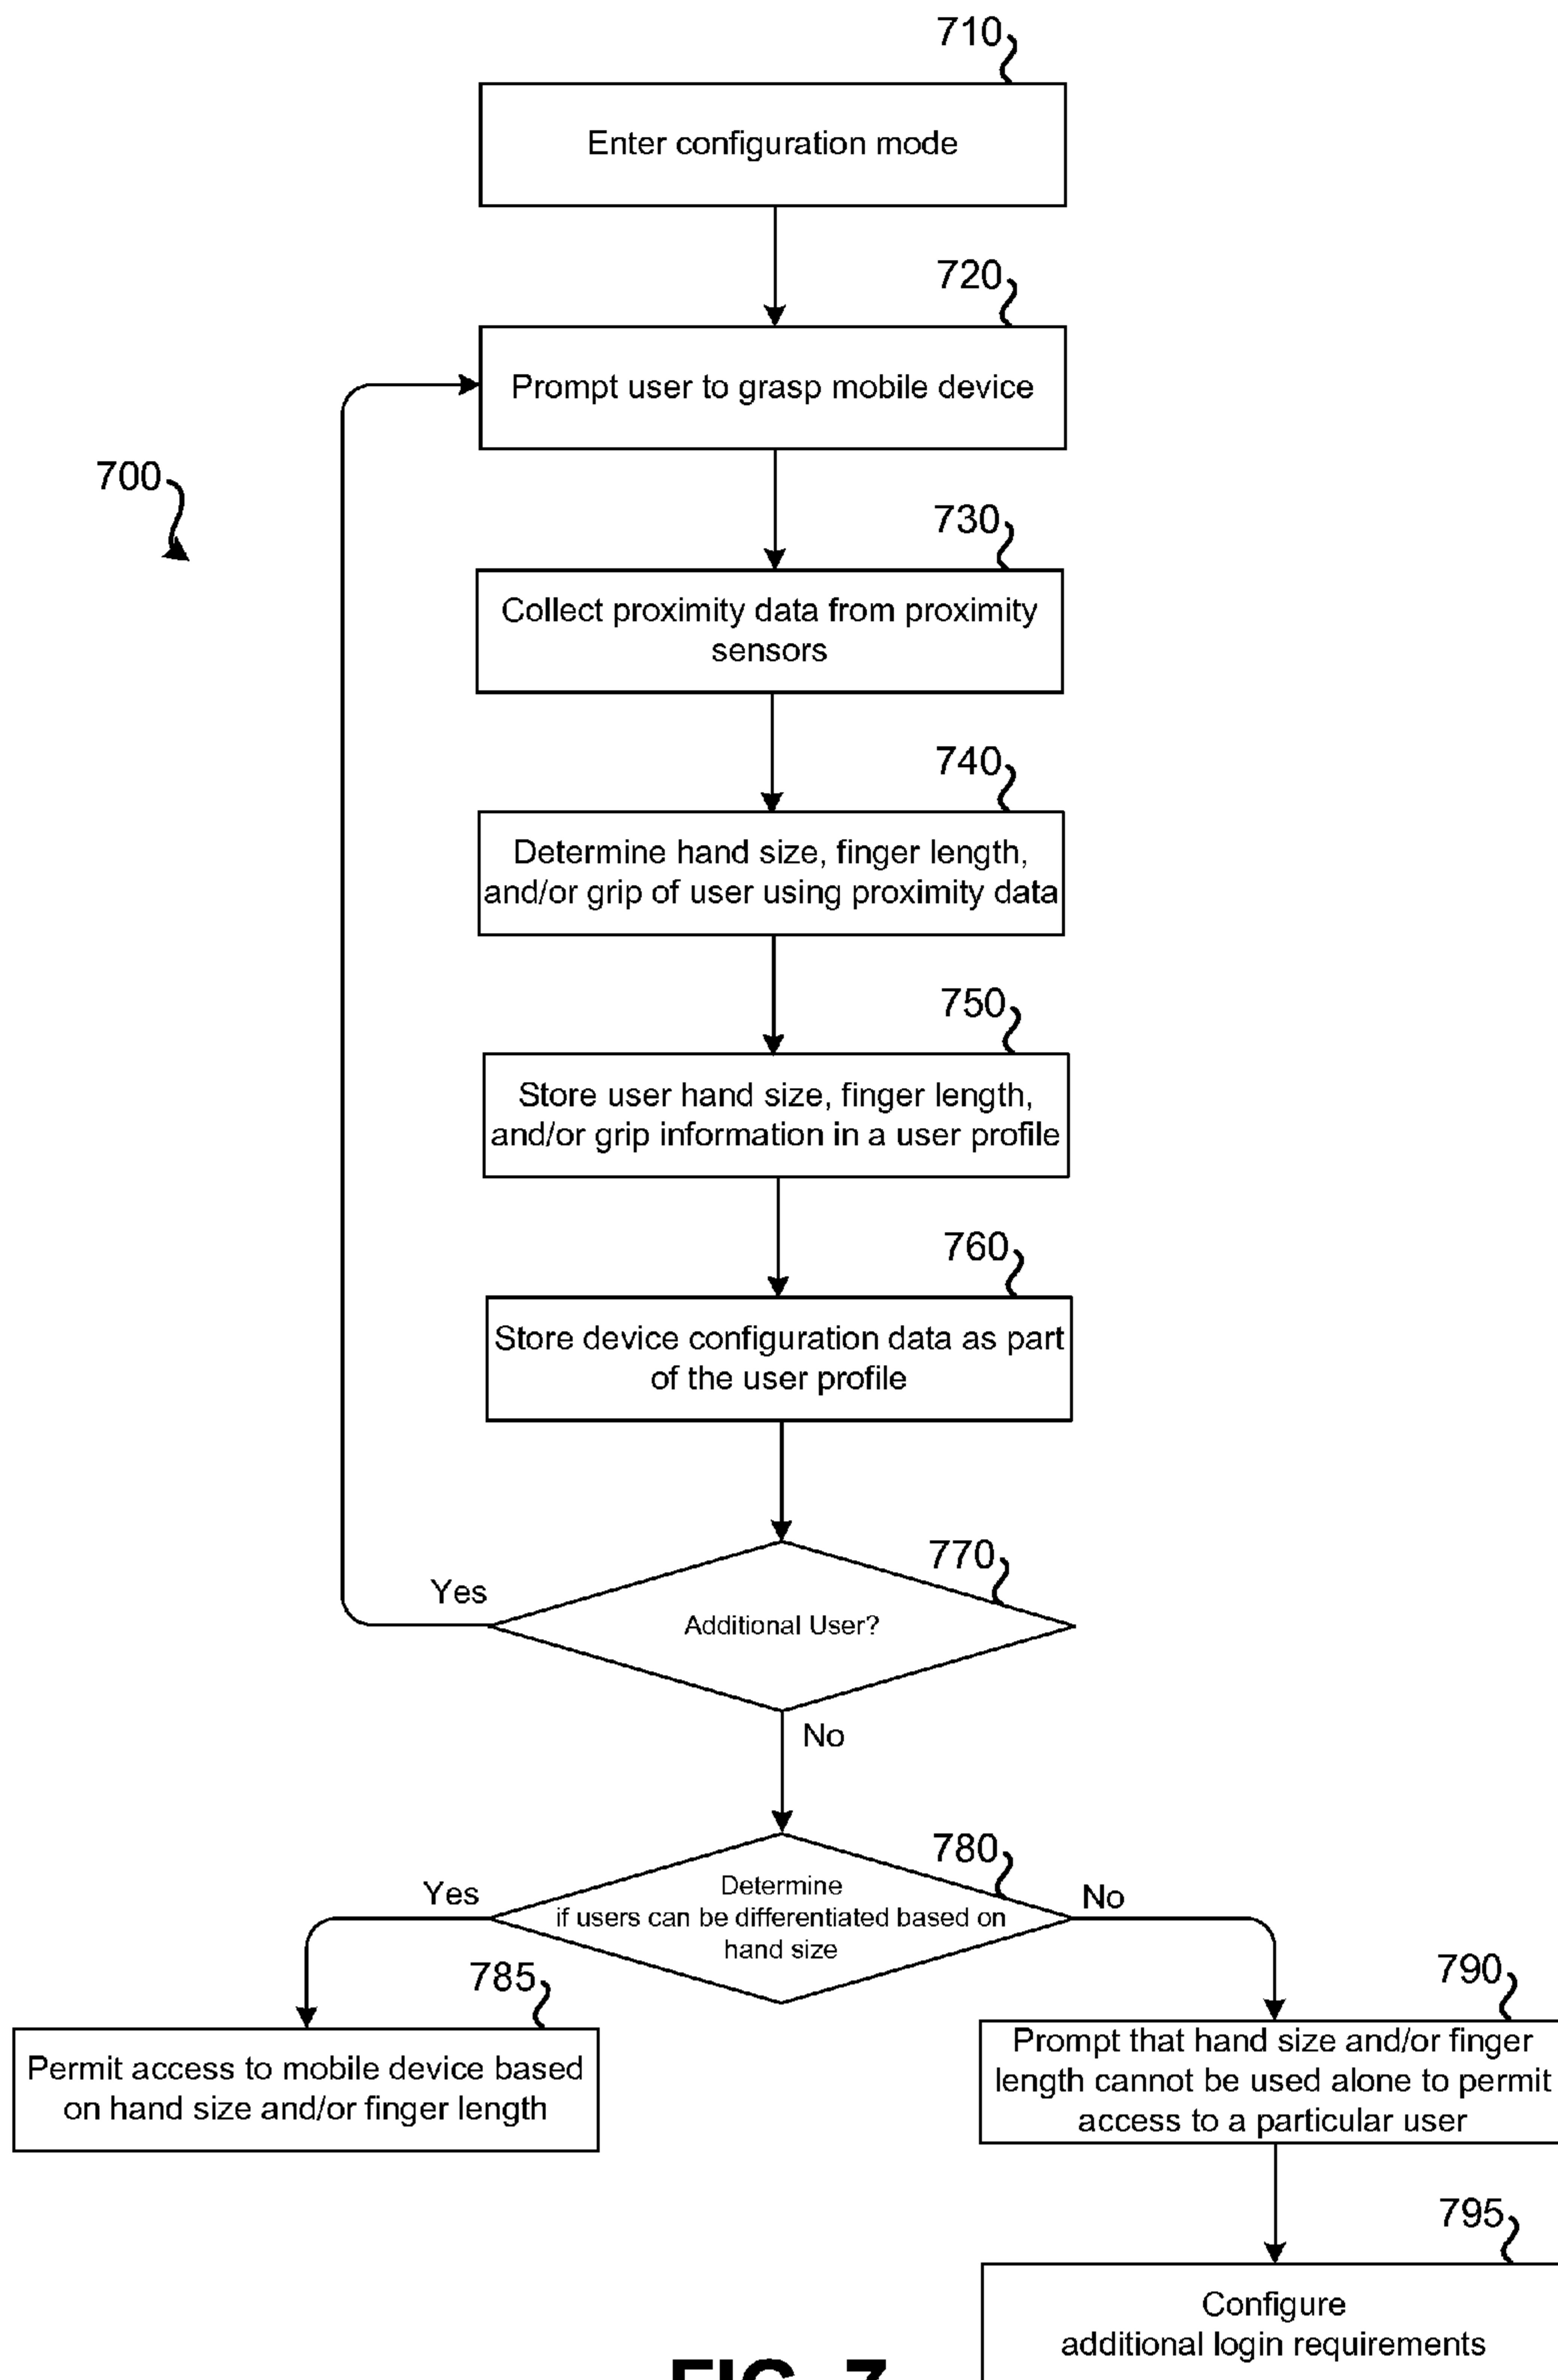 710
Enter configuration mode
720
Prompt user to grasp mobile device
700
730
Collect proximity data from proximity
sensors
740
Determine hand size, finger length,
and/or grip of user using proximity data
750
Store user hand size, finger length,
and/or grip information in a user profile
760
Store device configuration data as part
of the user profile
770
Yes
Additional User?
No
780
Yes
Determine
if users can be differentiated based on
hand size
No
785
Permit access to mobile device based
on hand size and/or finger length
790
Prompt that hand size and/or finger
length cannot be used alone to permit
access to a particular user
795
Configure
additional login requirements
FIG. 7